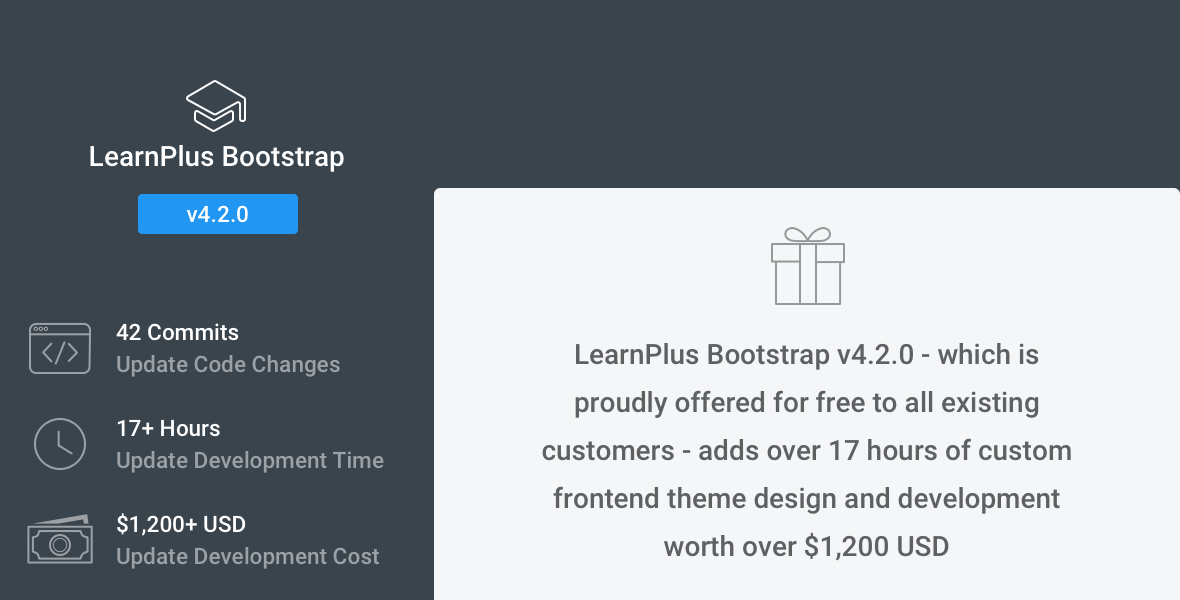 LearnPlus Bootstrap
v4.2.0
42 Commits
Update Code Changes
17+ Hours
Update Development Time
$1,200+ USD
Update Development Cost
LearnPlus Bootstrap v4.2.0 - which is
proudly offered for free to all existing
customers - adds over 17 hours of custom
frontend theme design and development
worth over $1,200 USD